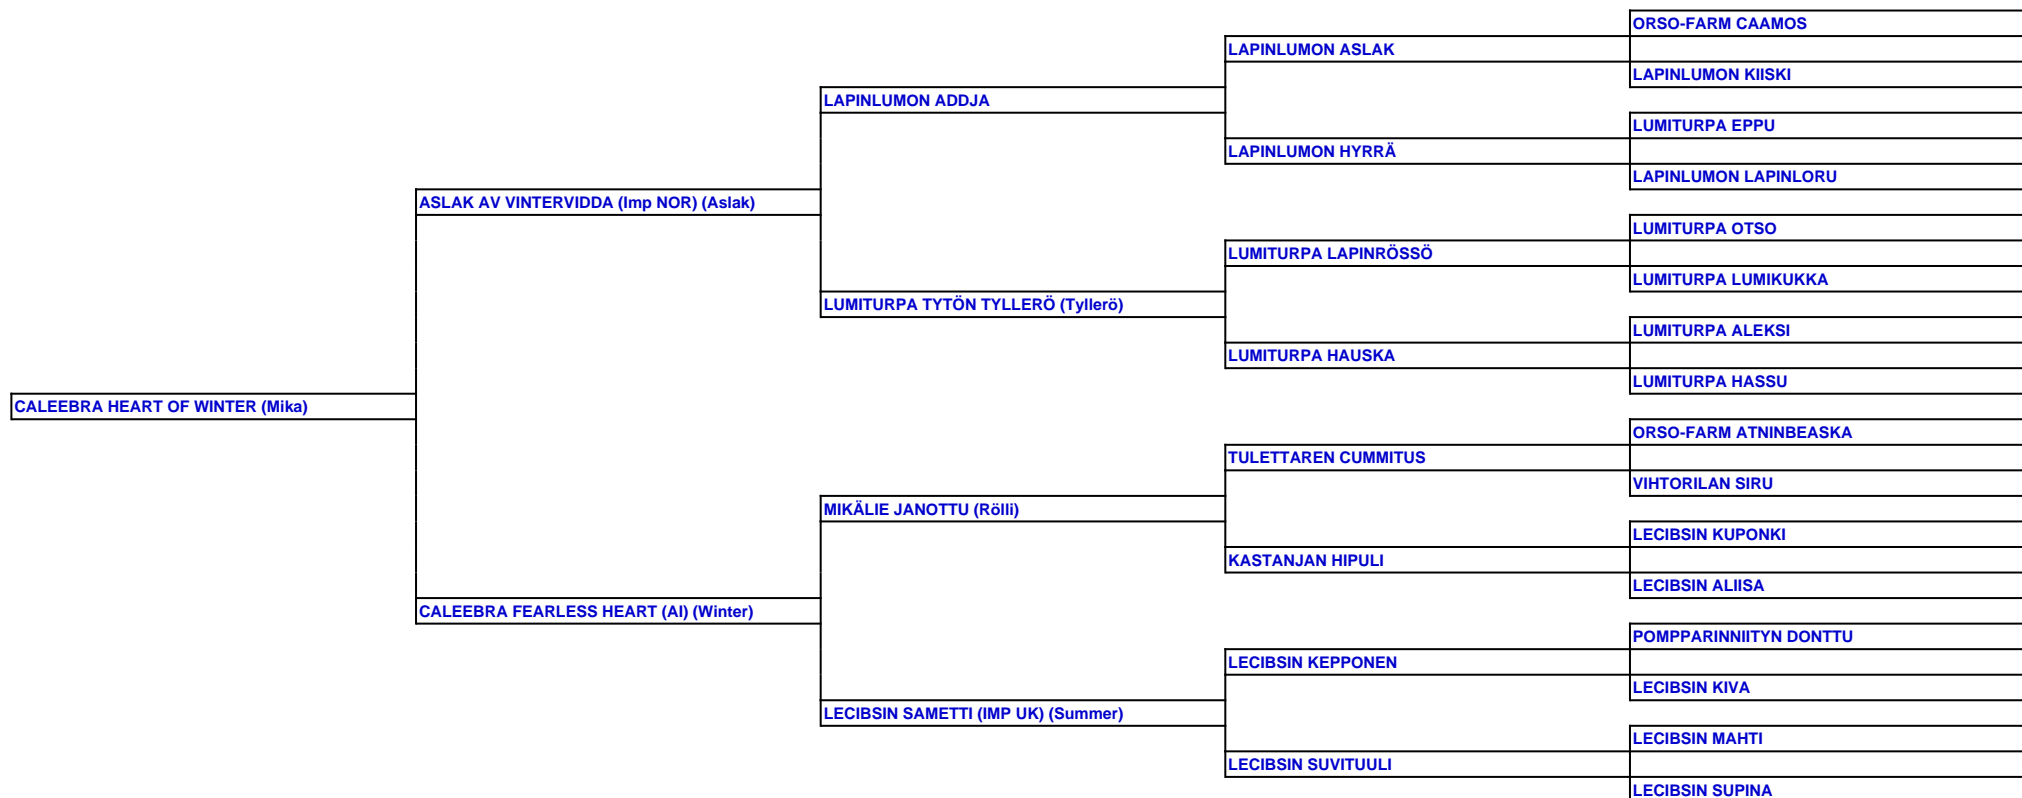 ORSO-FARM CAAMOS
LAPINLUMON ASLAK
LAPINLUMON KIISKI
LAPINLUMON ADDJA
LUMITURPA EPPU
LAPINLUMON HYRRÄ
LAPINLUMON LAPINLORU
ASLAK AV VINTERVIDDA (Imp NOR) (Aslak)
LUMITURPA OTSO
LUMITURPA LAPINRÖSSÖ
LUMITURPA LUMIKUKKA
LUMITURPA TYTÖN TYLLERÖ (Tyllerö)
LUMITURPA ALEKSI
LUMITURPA HAUSKA
LUMITURPA HASSU
CALEEBRA HEART OF WINTER (Mika)
ORSO-FARM ATNINBEASKA
TULETTAREN CUMMITUS
VIHTORILAN SIRU
MIKÄLIE JANOTTU (Rölli)
LECIBSIN KUPONKI
KASTANJAN HIPULI
LECIBSIN ALIISA
CALEEBRA FEARLESS HEART (AI) (Winter)
POMPPARINNIITYN DONTTU
LECIBSIN KEPPONEN
LECIBSIN KIVA
LECIBSIN SAMETTI (IMP UK) (Summer)
LECIBSIN MAHTI
LECIBSIN SUVITUULI
LECIBSIN SUPINA